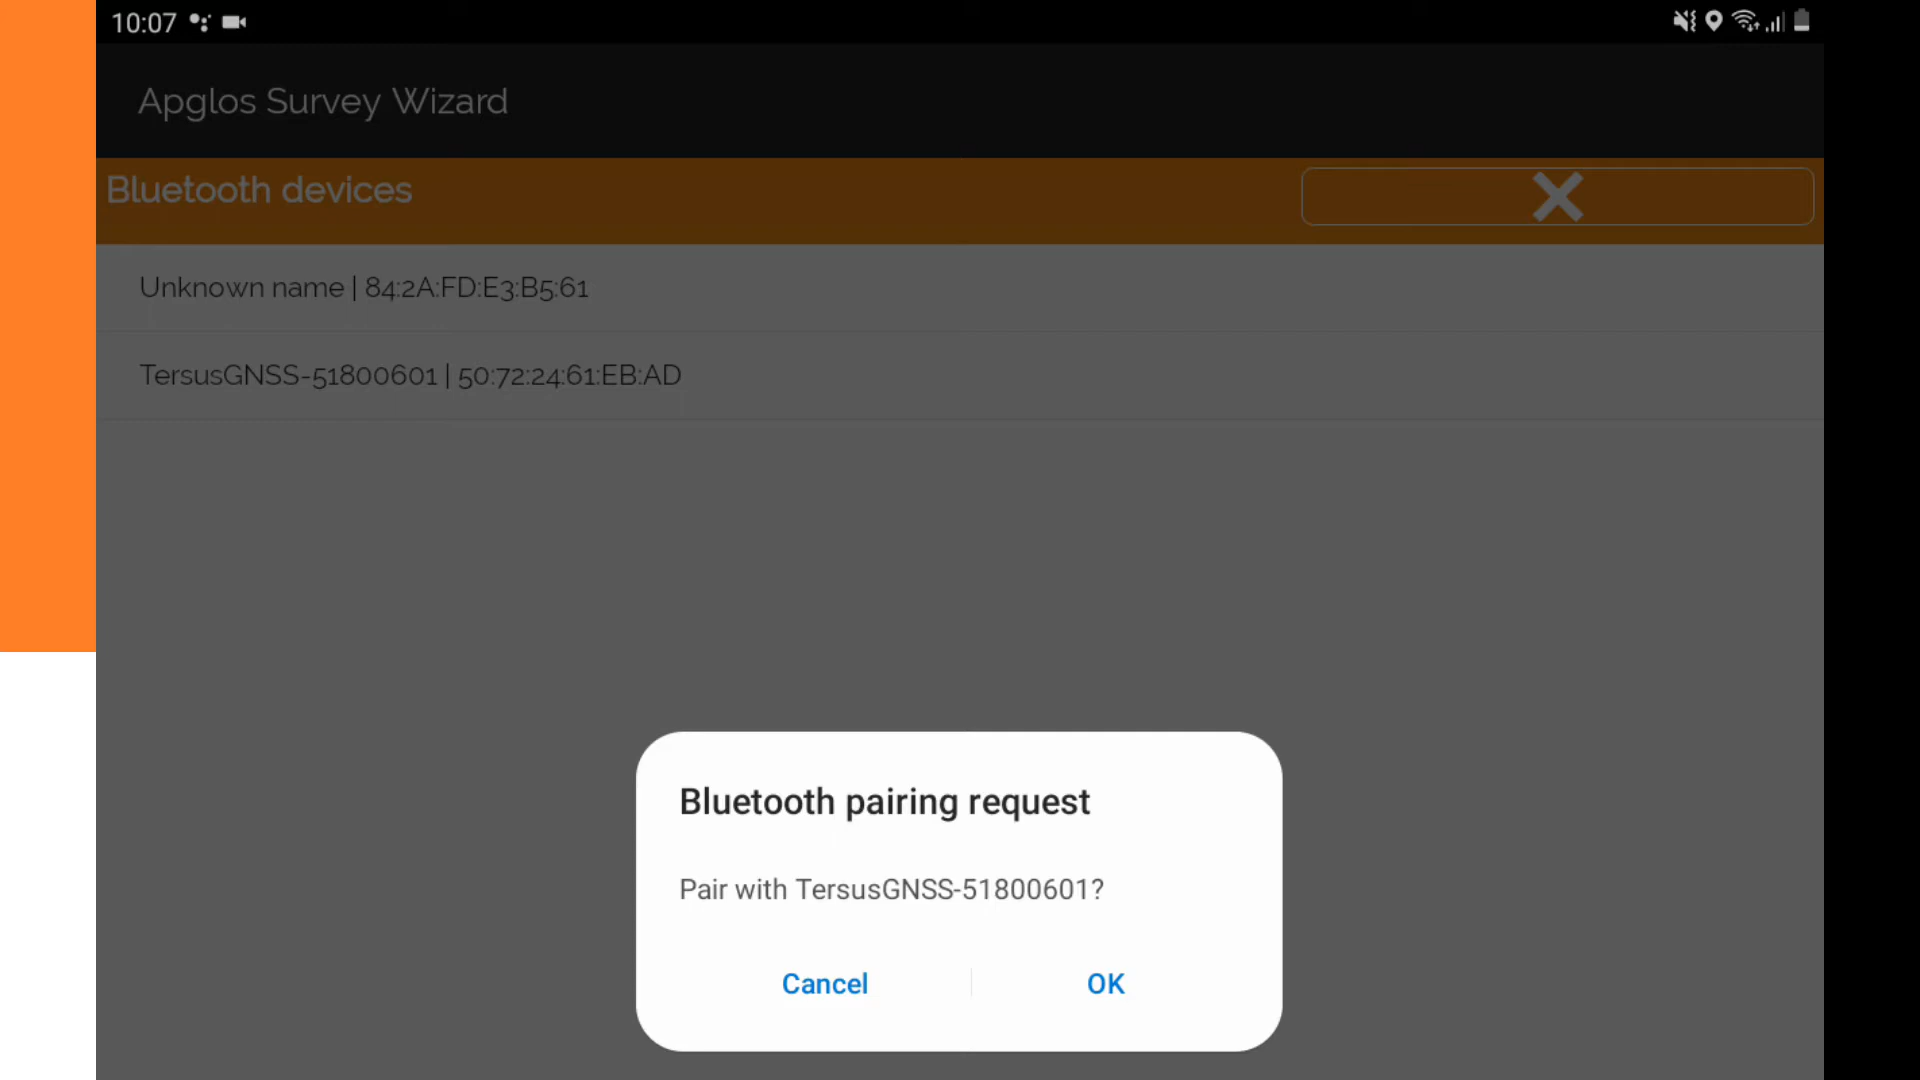 10:07
Apglos Survey Wizard
Bluetooth devices
Unknown name | 84:2A:FD:E3:B5:61
TersusGNSS-51800601 | 50:72:24:61:EB:AD
Bluetooth pairing request
Pair with TersusGNSS-51800601?
Cancel
OK